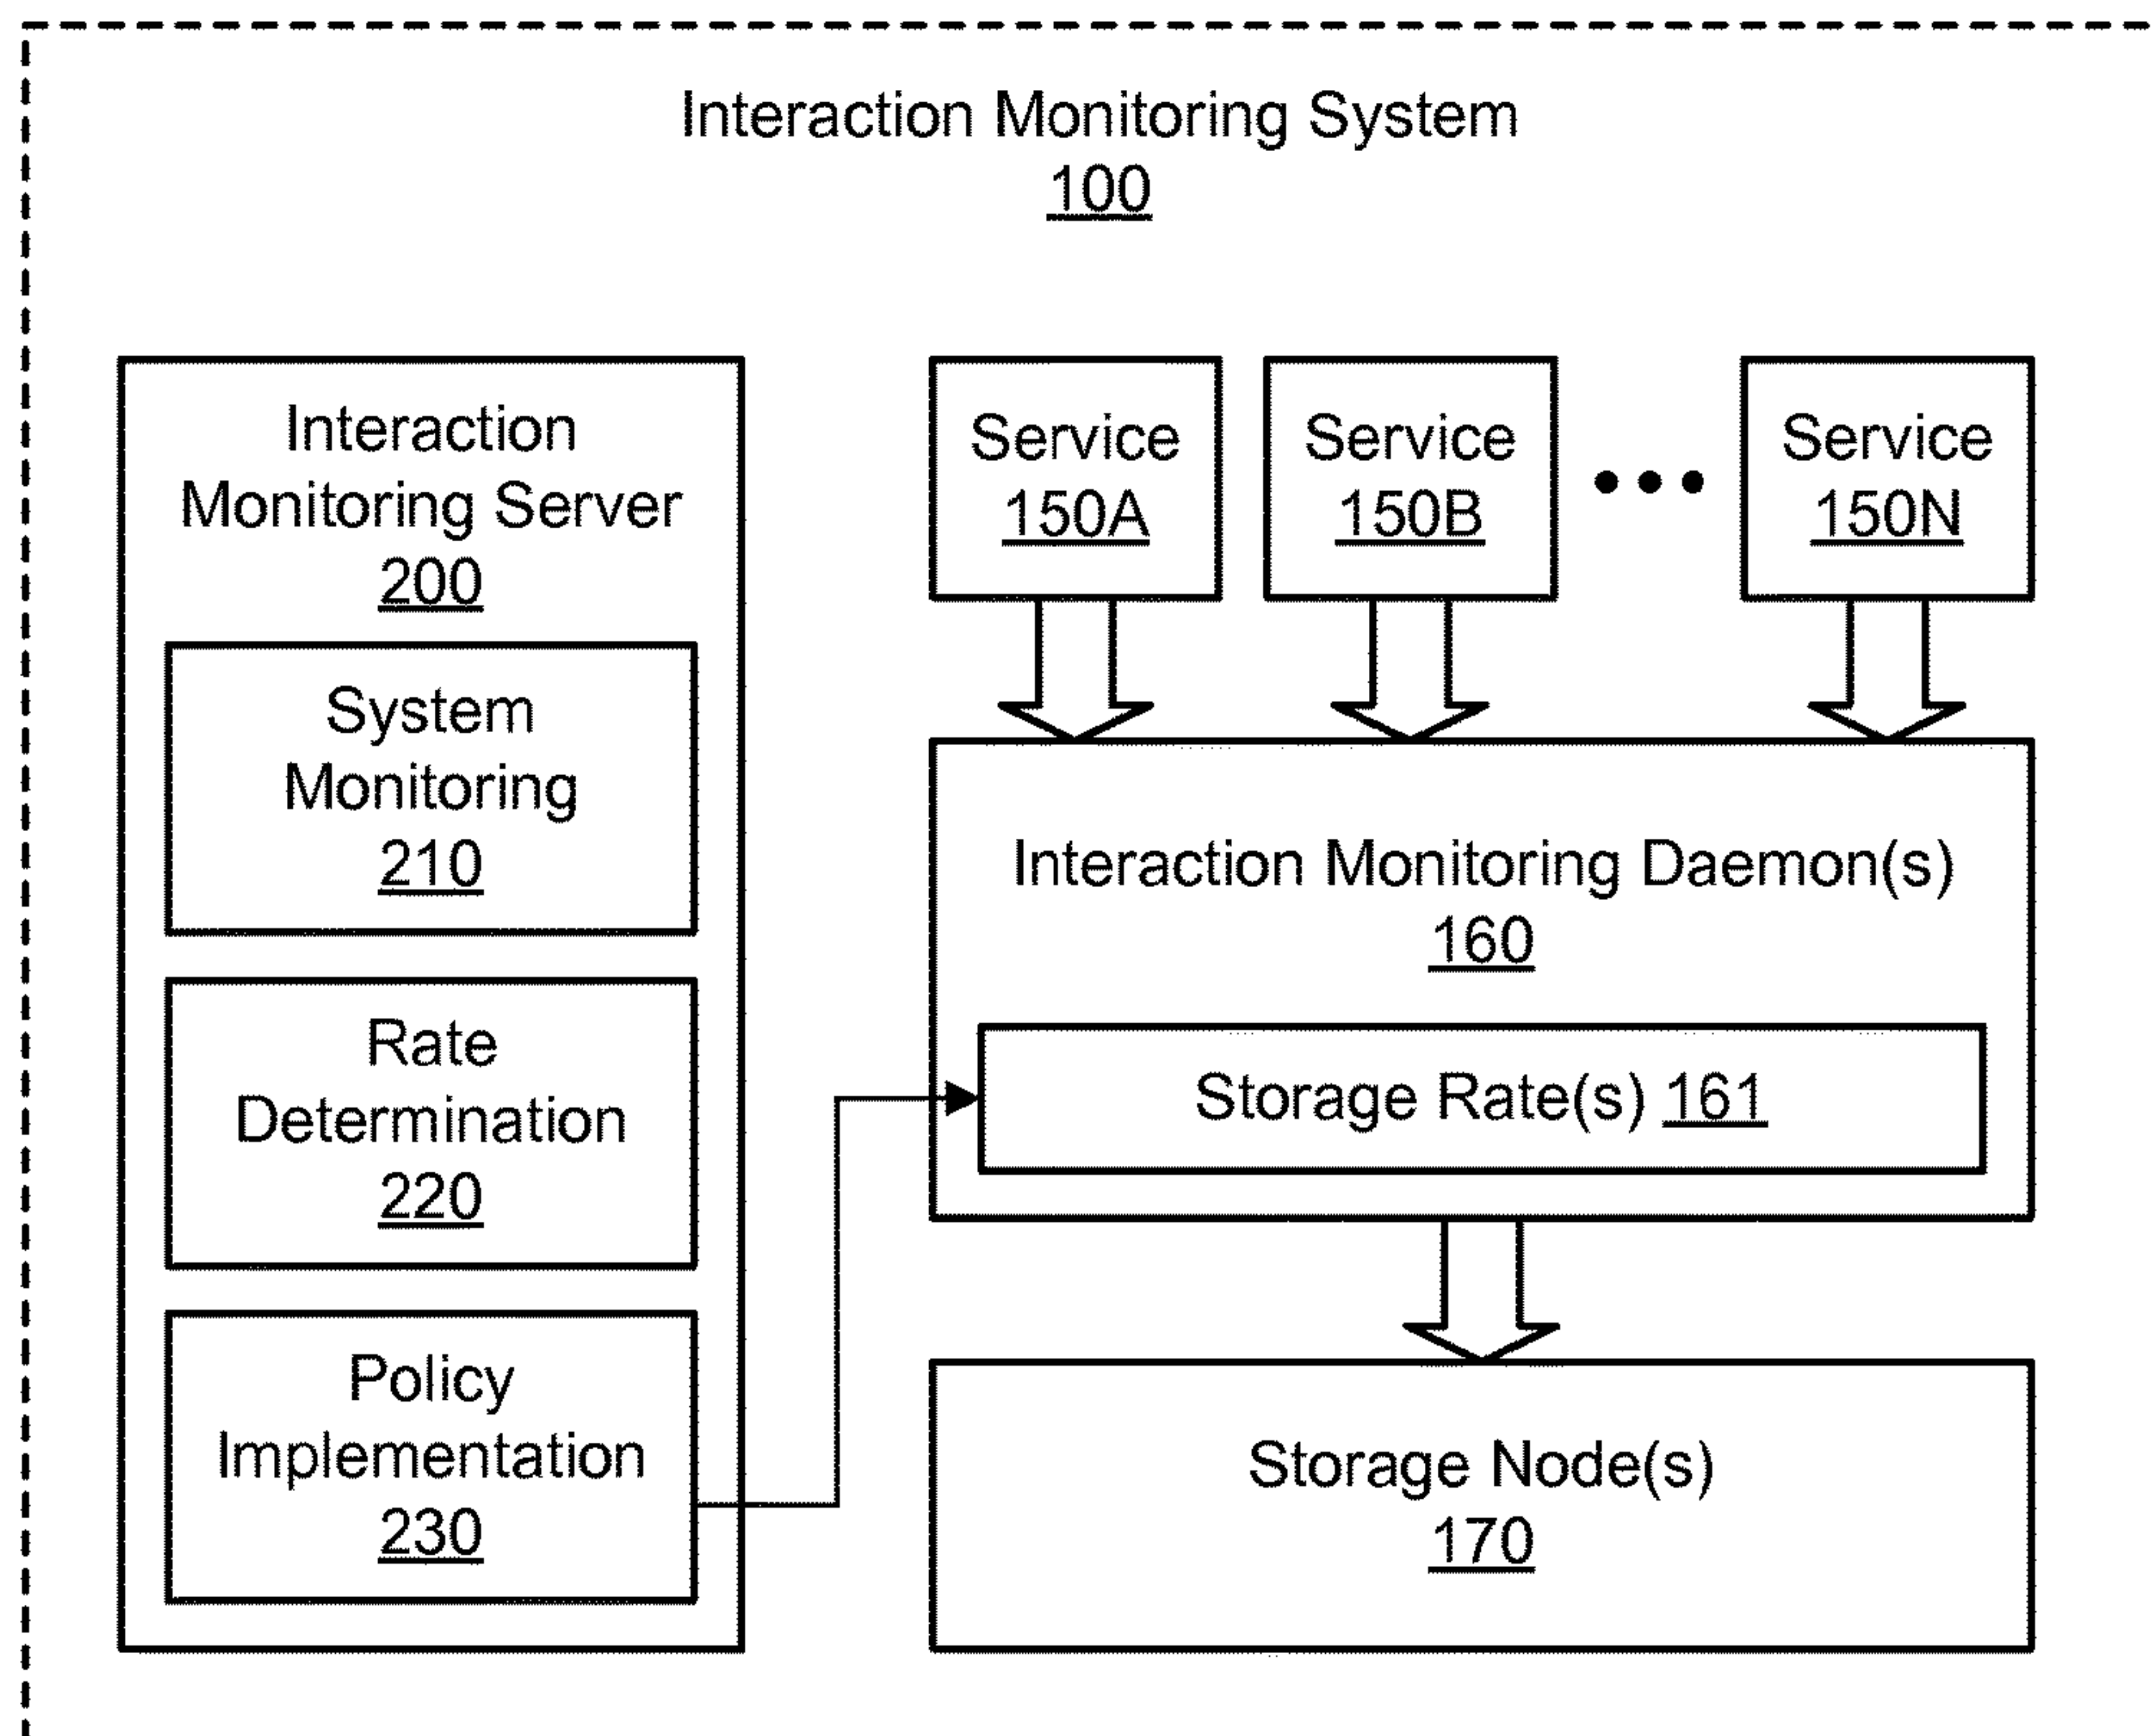 Interaction Monitoring System
100
Interaction
Monitoring Server
200
System
Monitoring
210
Rate
Determination
220
Policy
Implementation
230
Service
150A
Service
150B
Service
150N
Interaction Monitoring Daemon(s)
160
Storage Rate(s) 161
Storage Node(s)
170